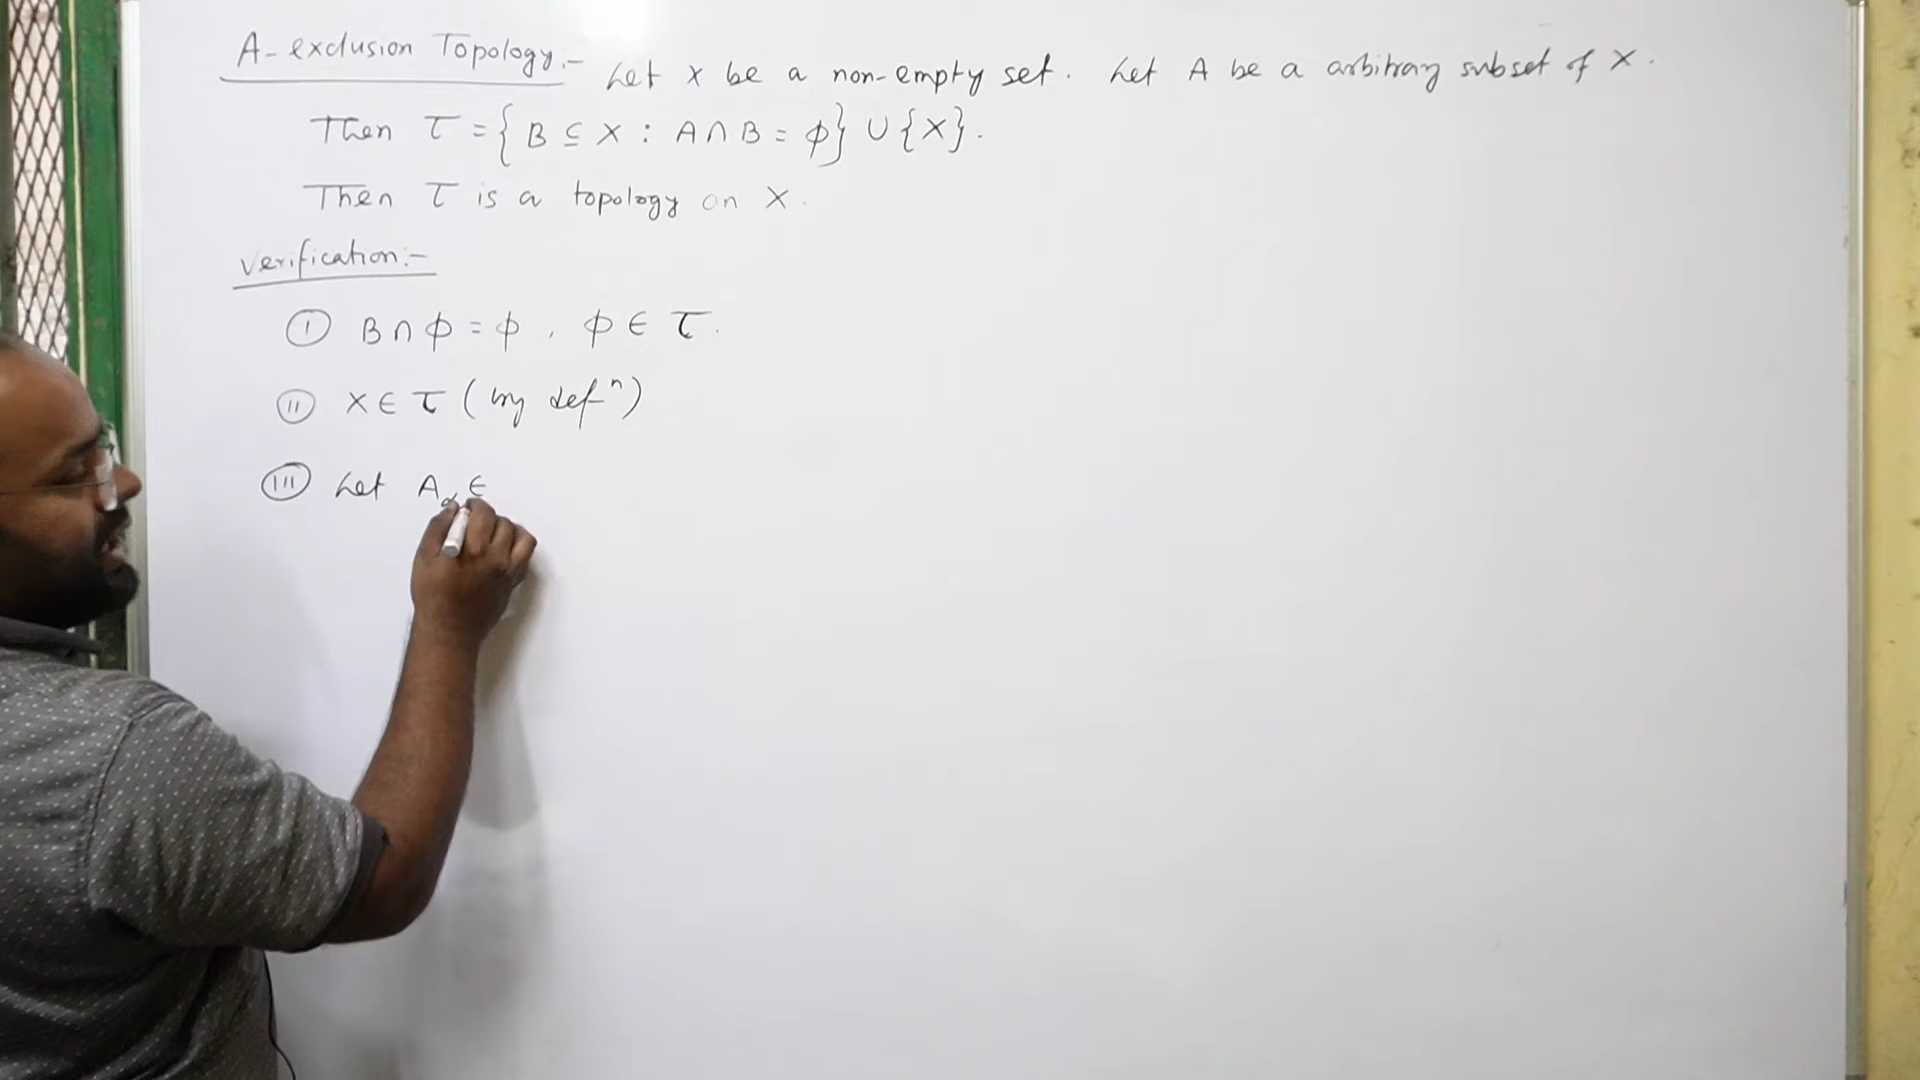 A-exclusion Topology:- Let X be a non-empty set. Let A be a arbitrary subset of X.
Then τ = {B ⊆ X : A ∩ B = ϕ} ∪ {X}.
Then τ is a topology on X.
Verification:-
(I) B ∩ ϕ = ϕ, ϕ ∈ τ.
(II) X ∈ τ (by defⁿ)
(III) Let A_α ∈